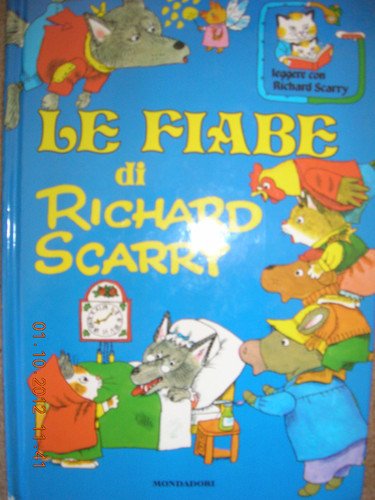 leggere con
Richard Scarry
LE FIABE
di
RICHARD
SCARRY
01.10.2012 11:41
MONDADORI